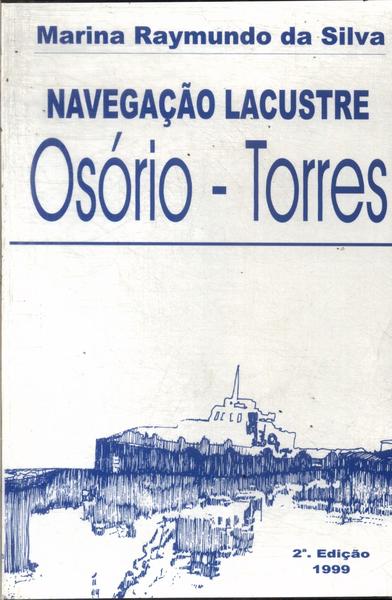 Marina Raymundo da Silva
NAVEGAÇÃO LACUSTRE
Osório - Torres
2ª. Edição
1999